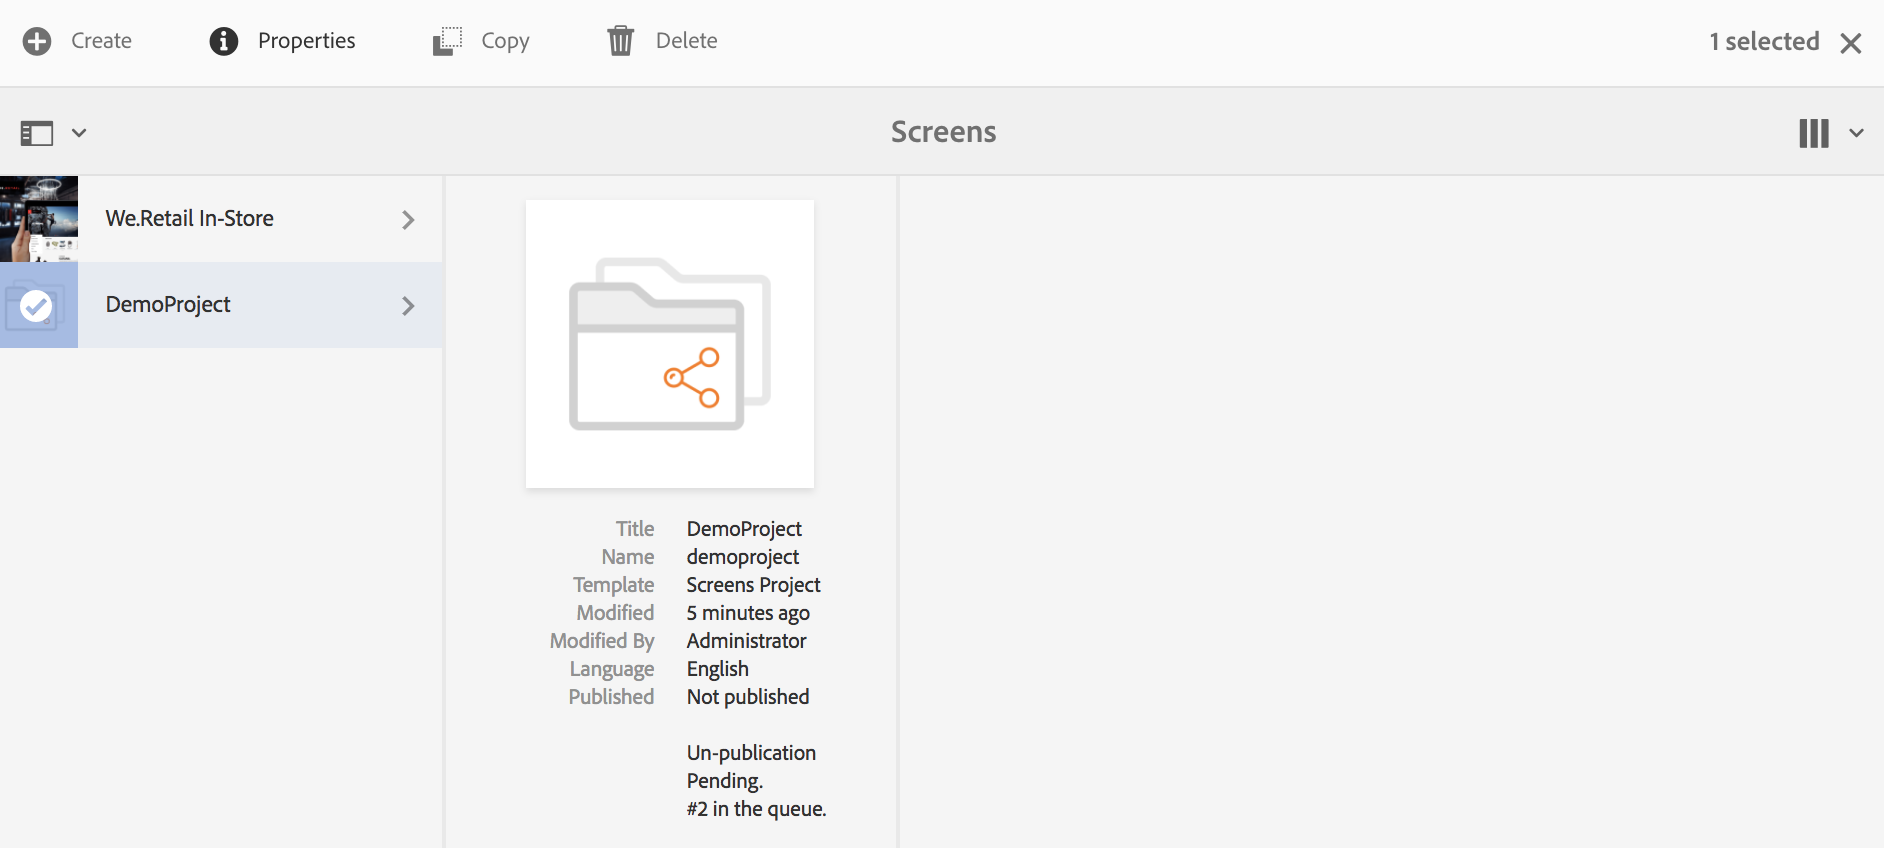 Create Properties Copy Delete 1 selected
Screens
We.Retail In-Store
DemoProject
Title DemoProject
Name demoproject
Template Screens Project
Modified 5 minutes ago
Modified By Administrator
Language English
Published Not published
Un-publication
Pending.
#2 in the queue.